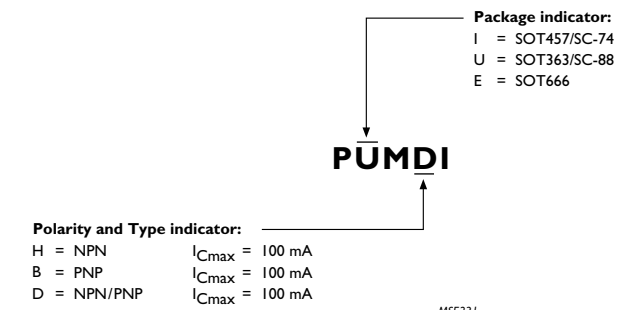 Package indicator:
I = SOT457/SC-74
U = SOT363/SC-88
E = SOT666
PUMDI
Polarity and Type indicator:
H = NPN ICmax = 100 mA
B = PNP ICmax = 100 mA
D = NPN/PNP ICmax = 100 mA